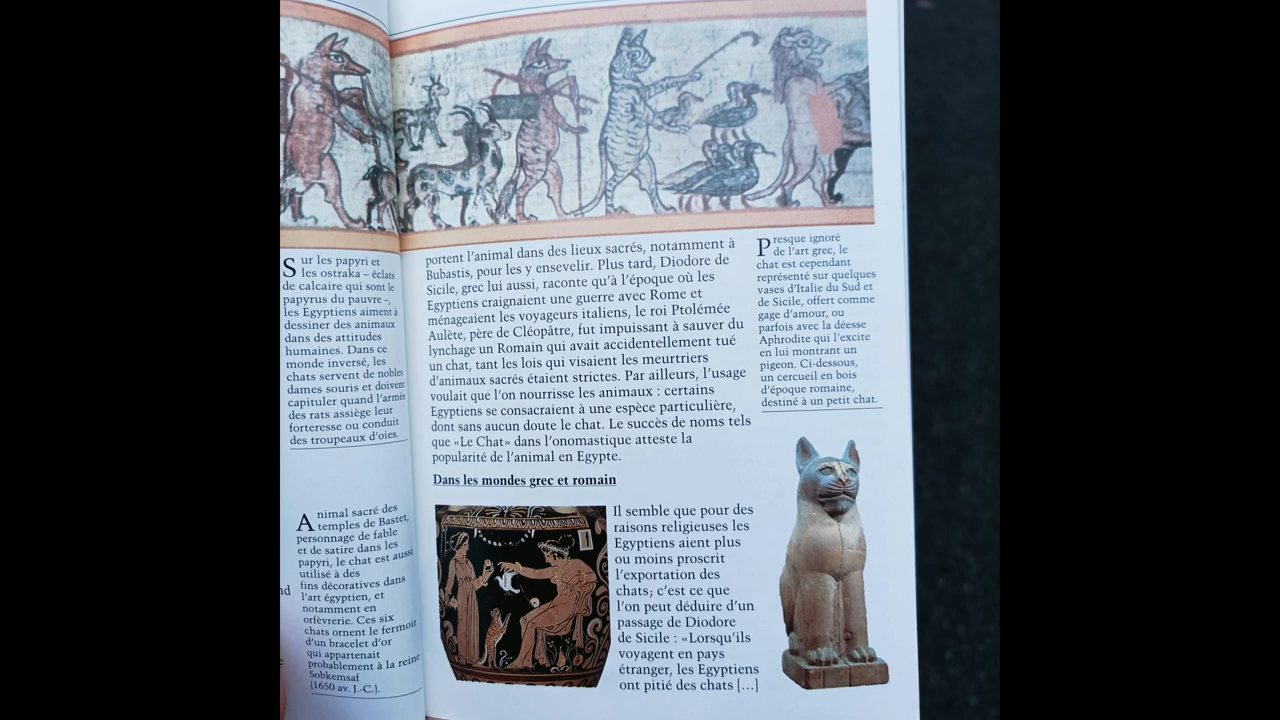 Sur les papyri et
les ostraka – éclats
de calcaire qui sont le
papyrus du pauvre –,
les Egyptiens aiment à
dessiner des animaux
dans des attitudes
humaines. Dans ce
monde inversé, les
chats servent de nobles
dames souris et doivent
capituler quand l'armée
des rats assiège leur
forteresse ou conduit
des troupeaux d'oies.
Animal sacré des
temples de Bastet,
personnage de fable
et de satire dans les
papyri, le chat est aussi
utilisé à des
fins décoratives dans
l'art égyptien, et
notamment en
orfèvrerie. Ces six
chats ornent le fermoir
d'un bracelet d'or
qui appartenait
probablement à la reine
Sobkemsaf
(1650 av. J.-C.).
portent l'animal dans des lieux sacrés, notamment à
Bubastis, pour les y ensevelir. Plus tard, Diodore de
Sicile, grec lui aussi, raconte qu'à l'époque où les
Egyptiens craignaient une guerre avec Rome et
ménageaient les voyageurs italiens, le roi Ptolémée
Aulète, père de Cléopâtre, fut impuissant à sauver du
lynchage un Romain qui avait accidentellement tué
un chat, tant les lois qui visaient les meurtriers
d'animaux sacrés étaient strictes. Par ailleurs, l'usage
voulait que l'on nourrisse les animaux : certains
Egyptiens se consacraient à une espèce particulière,
dont sans aucun doute le chat. Le succès de noms tels
que «Le Chat» dans l'onomastique atteste la
popularité de l'animal en Egypte.
Dans les mondes grec et romain
Il semble que pour des
raisons religieuses les
Egyptiens aient plus
ou moins proscrit
l'exportation des
chats; c'est ce que
l'on peut déduire d'un
passage de Diodore
de Sicile : «Lorsqu'ils
voyagent en pays
étranger, les Egyptiens
ont pitié des chats [...]
Presque ignoré
de l'art grec, le
chat est cependant
représenté sur quelques
vases d'Italie du Sud et
de Sicile, offert comme
gage d'amour, ou
parfois avec la déesse
Aphrodite qui l'excite
en lui montrant un
pigeon. Ci-dessous,
un cercueil en bois
d'époque romaine,
destiné à un petit chat.